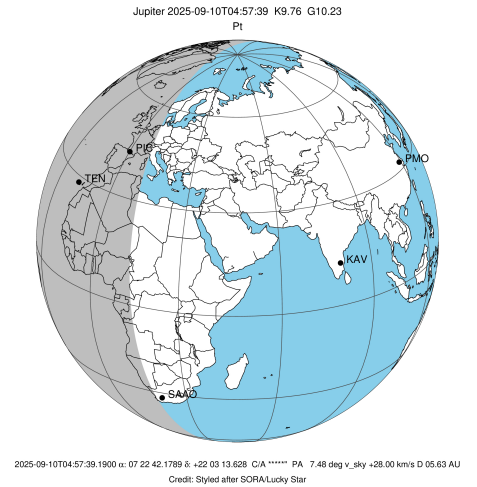 Jupiter 2025-09-10T04:57:39 K9.76 G10.23
Pt
PIC
TEN
PMO
KAV
SAAO
2025-09-10T04:57:39.1900 α: 07 22 42.1789 δ: +22 03 13.628 C/A *****" PA 7.48 deg v_sky +28.00 km/s D 05.63 AU
Credit: Styled after SORA/Lucky Star